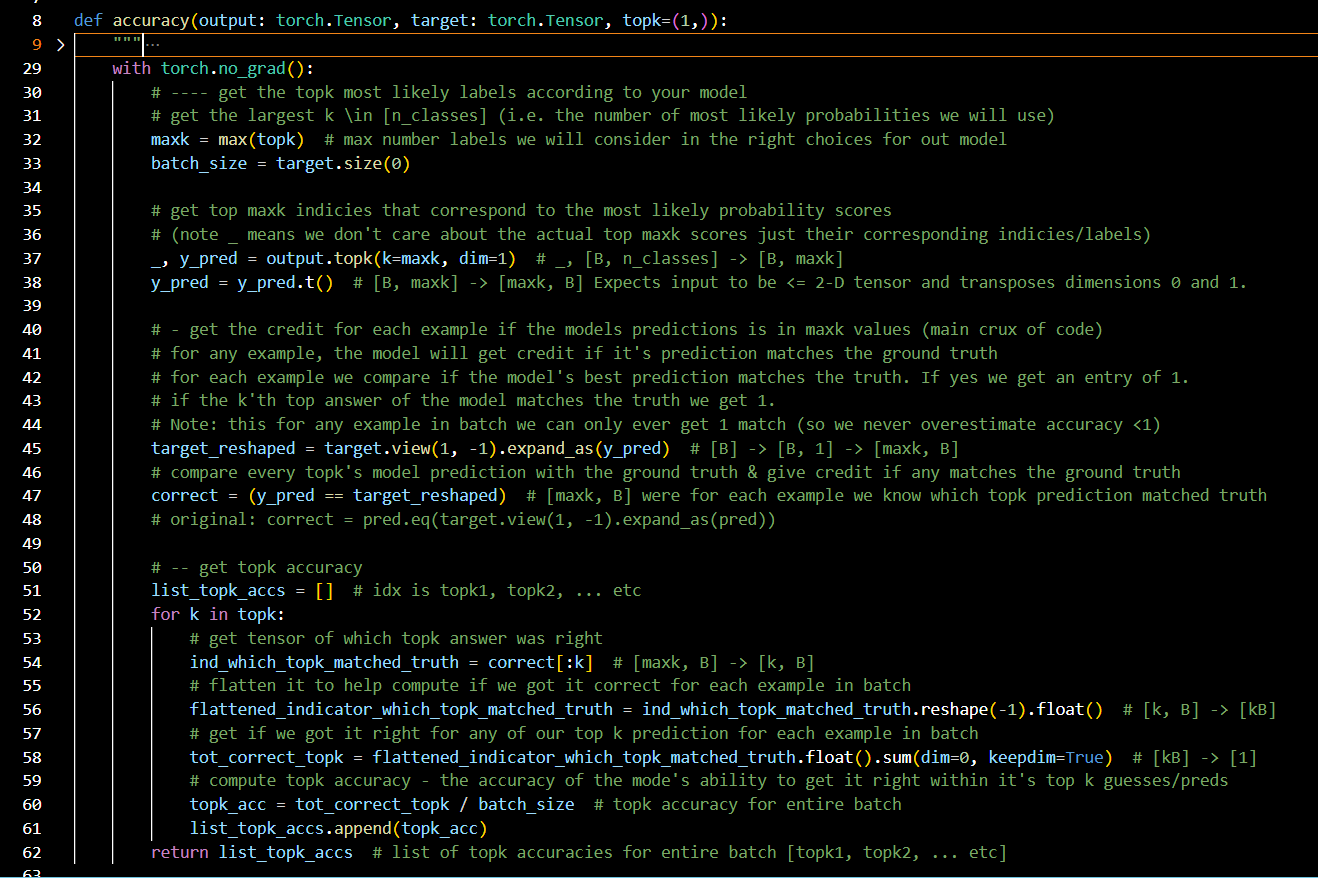 8 def accuracy(output: torch.Tensor, target: torch.Tensor, topk=(1,)):
9 > """…
29 with torch.no_grad():
30 # ---- get the topk most likely labels according to your model
31 # get the largest k \in [n_classes] (i.e. the number of most likely probabilities we will use)
32 maxk = max(topk)  # max number labels we will consider in the right choices for out model
33 batch_size = target.size(0)
34
35 # get top maxk indicies that correspond to the most likely probability scores
36 # (note _ means we don't care about the actual top maxk scores just their corresponding indicies/labels)
37 _, y_pred = output.topk(k=maxk, dim=1)  # _, [B, n_classes] -> [B, maxk]
38 y_pred = y_pred.t()  # [B, maxk] -> [maxk, B] Expects input to be <= 2-D tensor and transposes dimensions 0 and 1.
39
40 # - get the credit for each example if the models predictions is in maxk values (main crux of code)
41 # for any example, the model will get credit if it's prediction matches the ground truth
42 # for each example we compare if the model's best prediction matches the truth. If yes we get an entry of 1.
43 # if the k'th top answer of the model matches the truth we get 1.
44 # Note: this for any example in batch we can only ever get 1 match (so we never overestimate accuracy <1)
45 target_reshaped = target.view(1, -1).expand_as(y_pred)  # [B] -> [B, 1] -> [maxk, B]
46 # compare every topk's model prediction with the ground truth & give credit if any matches the ground truth
47 correct = (y_pred == target_reshaped)  # [maxk, B] were for each example we know which topk prediction matched truth
48 # original: correct = pred.eq(target.view(1, -1).expand_as(pred))
49
50 # -- get topk accuracy
51 list_topk_accs = []  # idx is topk1, topk2, ... etc
52 for k in topk:
53 # get tensor of which topk answer was right
54 ind_which_topk_matched_truth = correct[:k]  # [maxk, B] -> [k, B]
55 # flatten it to help compute if we got it correct for each example in batch
56 flattened_indicator_which_topk_matched_truth = ind_which_topk_matched_truth.reshape(-1).float()  # [k, B] -> [kB]
57 # get if we got it right for any of our top k prediction for each example in batch
58 tot_correct_topk = flattened_indicator_which_topk_matched_truth.float().sum(dim=0, keepdim=True)  # [kB] -> [1]
59 # compute topk accuracy - the accuracy of the mode's ability to get it right within it's top k guesses/preds
60 topk_acc = tot_correct_topk / batch_size  # topk accuracy for entire batch
61 list_topk_accs.append(topk_acc)
62 return list_topk_accs  # list of topk accuracies for entire batch [topk1, topk2, ... etc]
63